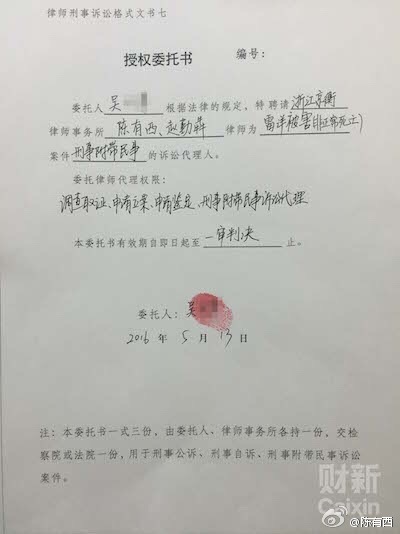 律师刑事诉讼格式文书七
授权委托书 编号:
委托人 吴 根据法律的规定,特聘请 浙江京衡
律师事务所 陈有西、赵勤莽 律师为 雷洋被害(非正常死亡)
案件 刑事附带民事 的诉讼代理人。
委托律师代理权限:
调查取证、申请立案、申请鉴定、刑事附带民事诉讼代理
本委托书有效期自即日起至 一审判决 止。
委托人: 吴
2016 年 5 月 13 日
注:本委托书一式三份,由委托人、律师事务所各持一份,交检
察院或法院一份,用于刑事公诉、刑事自诉、刑事附带民事诉讼
案件。
财新
Caixin
@陈有西